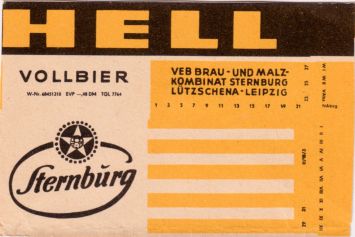 HELL
VOLLBIER
W-Nr. 68451210 EVP -,48 DM TGL 7764
VEB BRAU - UND MALZ-
KOMBINAT STERNBURG
LÜTZSCHENA - LEIPZIG
1 3 5 7 9 11 13 15 17 19 21
Sternburg